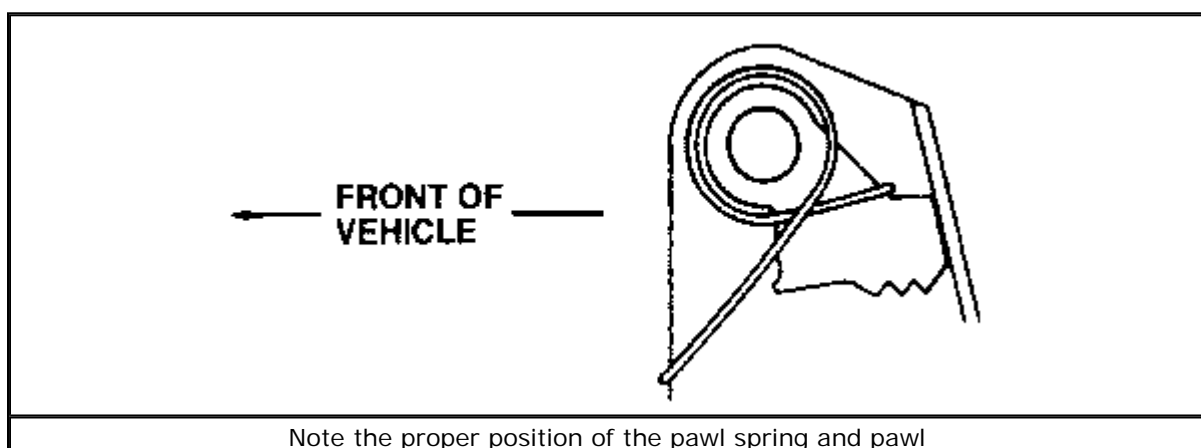 FRONT OF
VEHICLE
Note the proper position of the pawl spring and pawl